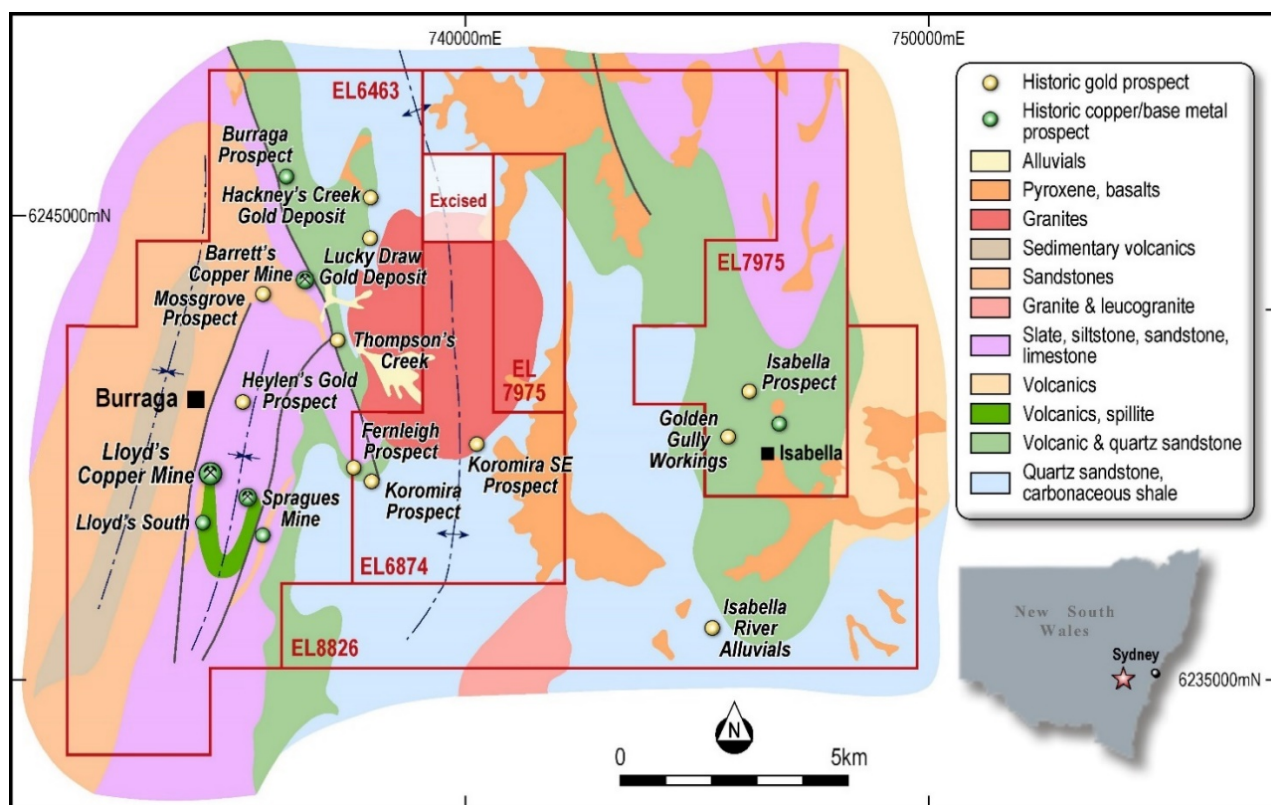 740000mE
750000mE
EL6463
Burraga
Prospect
Hackney's Creek
Gold Deposit
Excised
6245000mN
Barrett's
Copper Mine
Lucky Draw
Gold Deposit
Mossgrove
Prospect
EL7975
Thompson's
Creek
EL
7975
Isabella
Prospect
Burraga
Heylen's Gold
Prospect
Golden
Gully
Workings
Isabella
Fernleigh
Prospect
Lloyd's
Copper Mine
Koromira SE
Prospect
Koromira
Prospect
Spragues
Mine
Lloyd's South
EL6874
Isabella
River
Alluvials
EL8826
Historic gold prospect
Historic copper/base metal
prospect
Alluvials
Pyroxene, basalts
Granites
Sedimentary volcanics
Sandstones
Granite & leucogranite
Slate, siltstone, sandstone,
limestone
Volcanics
Volcanics, spillite
Volcanic & quartz sandstone
Quartz sandstone,
carbonaceous shale
New South
Wales
Sydney
6235000mN
N
0
5km